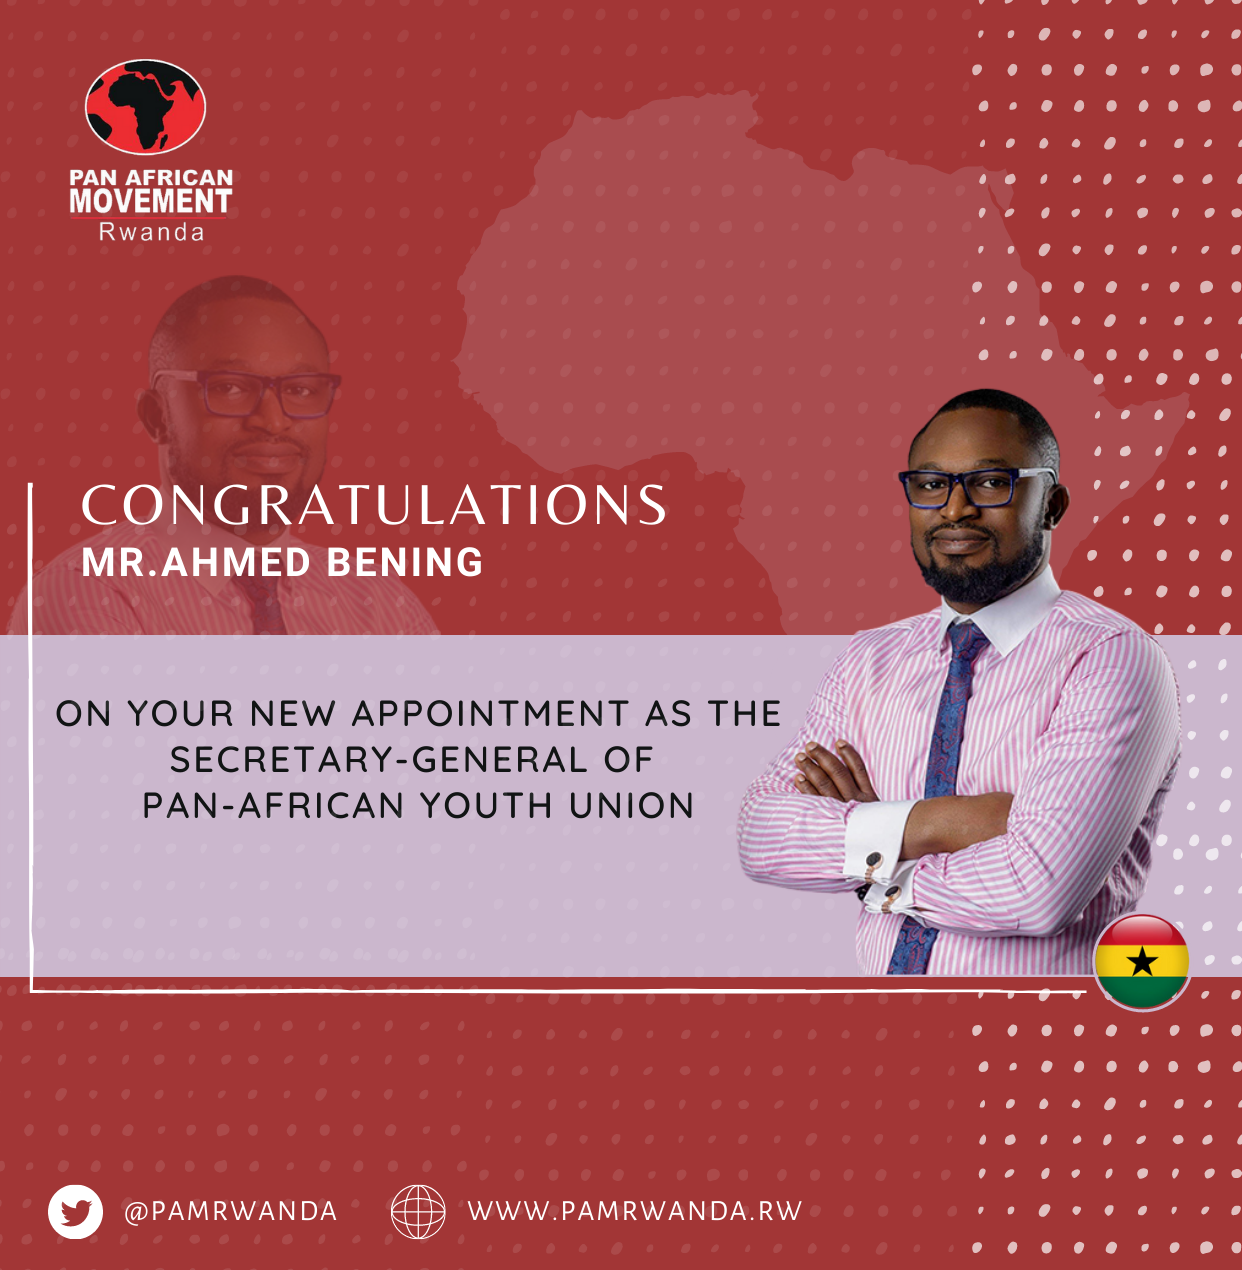 PAN AFRICAN
MOVEMENT
Rwanda
CONGRATULATIONS
MR.AHMED BENING
ON YOUR NEW APPOINTMENT AS THE
SECRETARY-GENERAL OF
PAN-AFRICAN YOUTH UNION
@PAMRWANDA
WWW.PAMRWANDA.RW